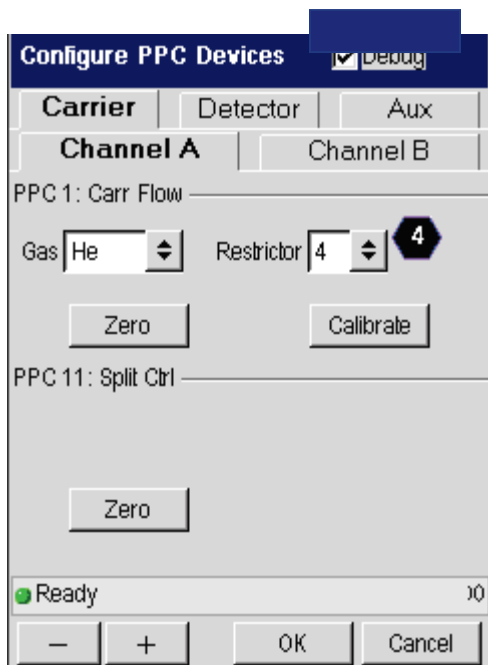 Configure PPC Devices Debug
Carrier Detector Aux
Channel A Channel B
PPC 1: Carr Flow
Gas He Restrictor 4 4
Zero Calibrate
PPC 11: Split Ctrl
Zero
Ready
− + OK Cancel